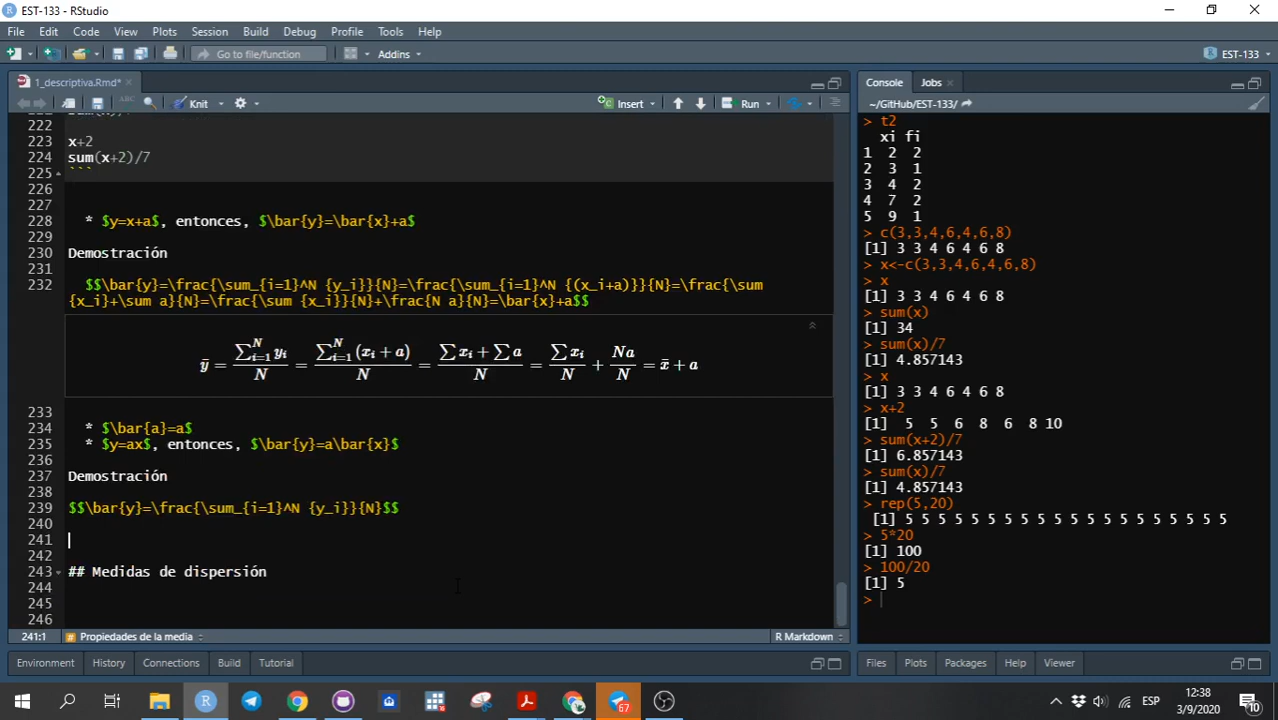 EST-133 - RStudio
File Edit Code View Plots Session Build Debug Profile Tools Help
Go to file/function Addins EST-133
1_descriptiva.Rmd* Console Jobs
Knit Insert Run ~/GitHub/EST-133/
222
223 x+2
224 sum(x+2)/7
225 ```
226
227
228 * $y=x+a$, entonces, $\bar{y}=\bar{x}+a$
229
230 Demostración
231
232 $$\bar{y}=\frac{\sum_{i=1}^N {y_i}}{N}=\frac{\sum_{i=1}^N {(x_i+a)}}{N}=\frac{\sum
{x_i}+\sum a}{N}=\frac{\sum {x_i}}{N}+\frac{N a}{N}=\bar{x}+a$$
ȳ = ∑ᵢ₌₁ᴺ yᵢ / N = ∑ᵢ₌₁ᴺ (xᵢ + a) / N = ∑ xᵢ + ∑ a / N = ∑ xᵢ / N + Na / N = x̄ + a
233
234 * $\bar{a}=a$
235 * $y=ax$, entonces, $\bar{y}=a\bar{x}$
236
237 Demostración
238
239 $$\bar{y}=\frac{\sum_{i=1}^N {y_i}}{N}$$
240
241
242
243 ## Medidas de dispersión
244
245
246
241:1 Propiedades de la media R Markdown
Environment History Connections Build Tutorial
> t2
xi fi
1 2 2
2 3 1
3 4 2
4 7 2
5 9 1
> c(3,3,4,6,4,6,8)
[1] 3 3 4 6 4 6 8
> x<-c(3,3,4,6,4,6,8)
> x
[1] 3 3 4 6 4 6 8
> sum(x)
[1] 34
> sum(x)/7
[1] 4.857143
> x
[1] 3 3 4 6 4 6 8
> x+2
[1] 5 5 6 8 6 8 10
> sum(x+2)/7
[1] 6.857143
> sum(x)/7
[1] 4.857143
> rep(5,20)
[1] 5 5 5 5 5 5 5 5 5 5 5 5 5 5 5 5 5 5 5 5
> 5*20
[1] 100
> 100/20
[1] 5
>
Files Plots Packages Help Viewer
67
ESP
12:38
3/9/2020
10